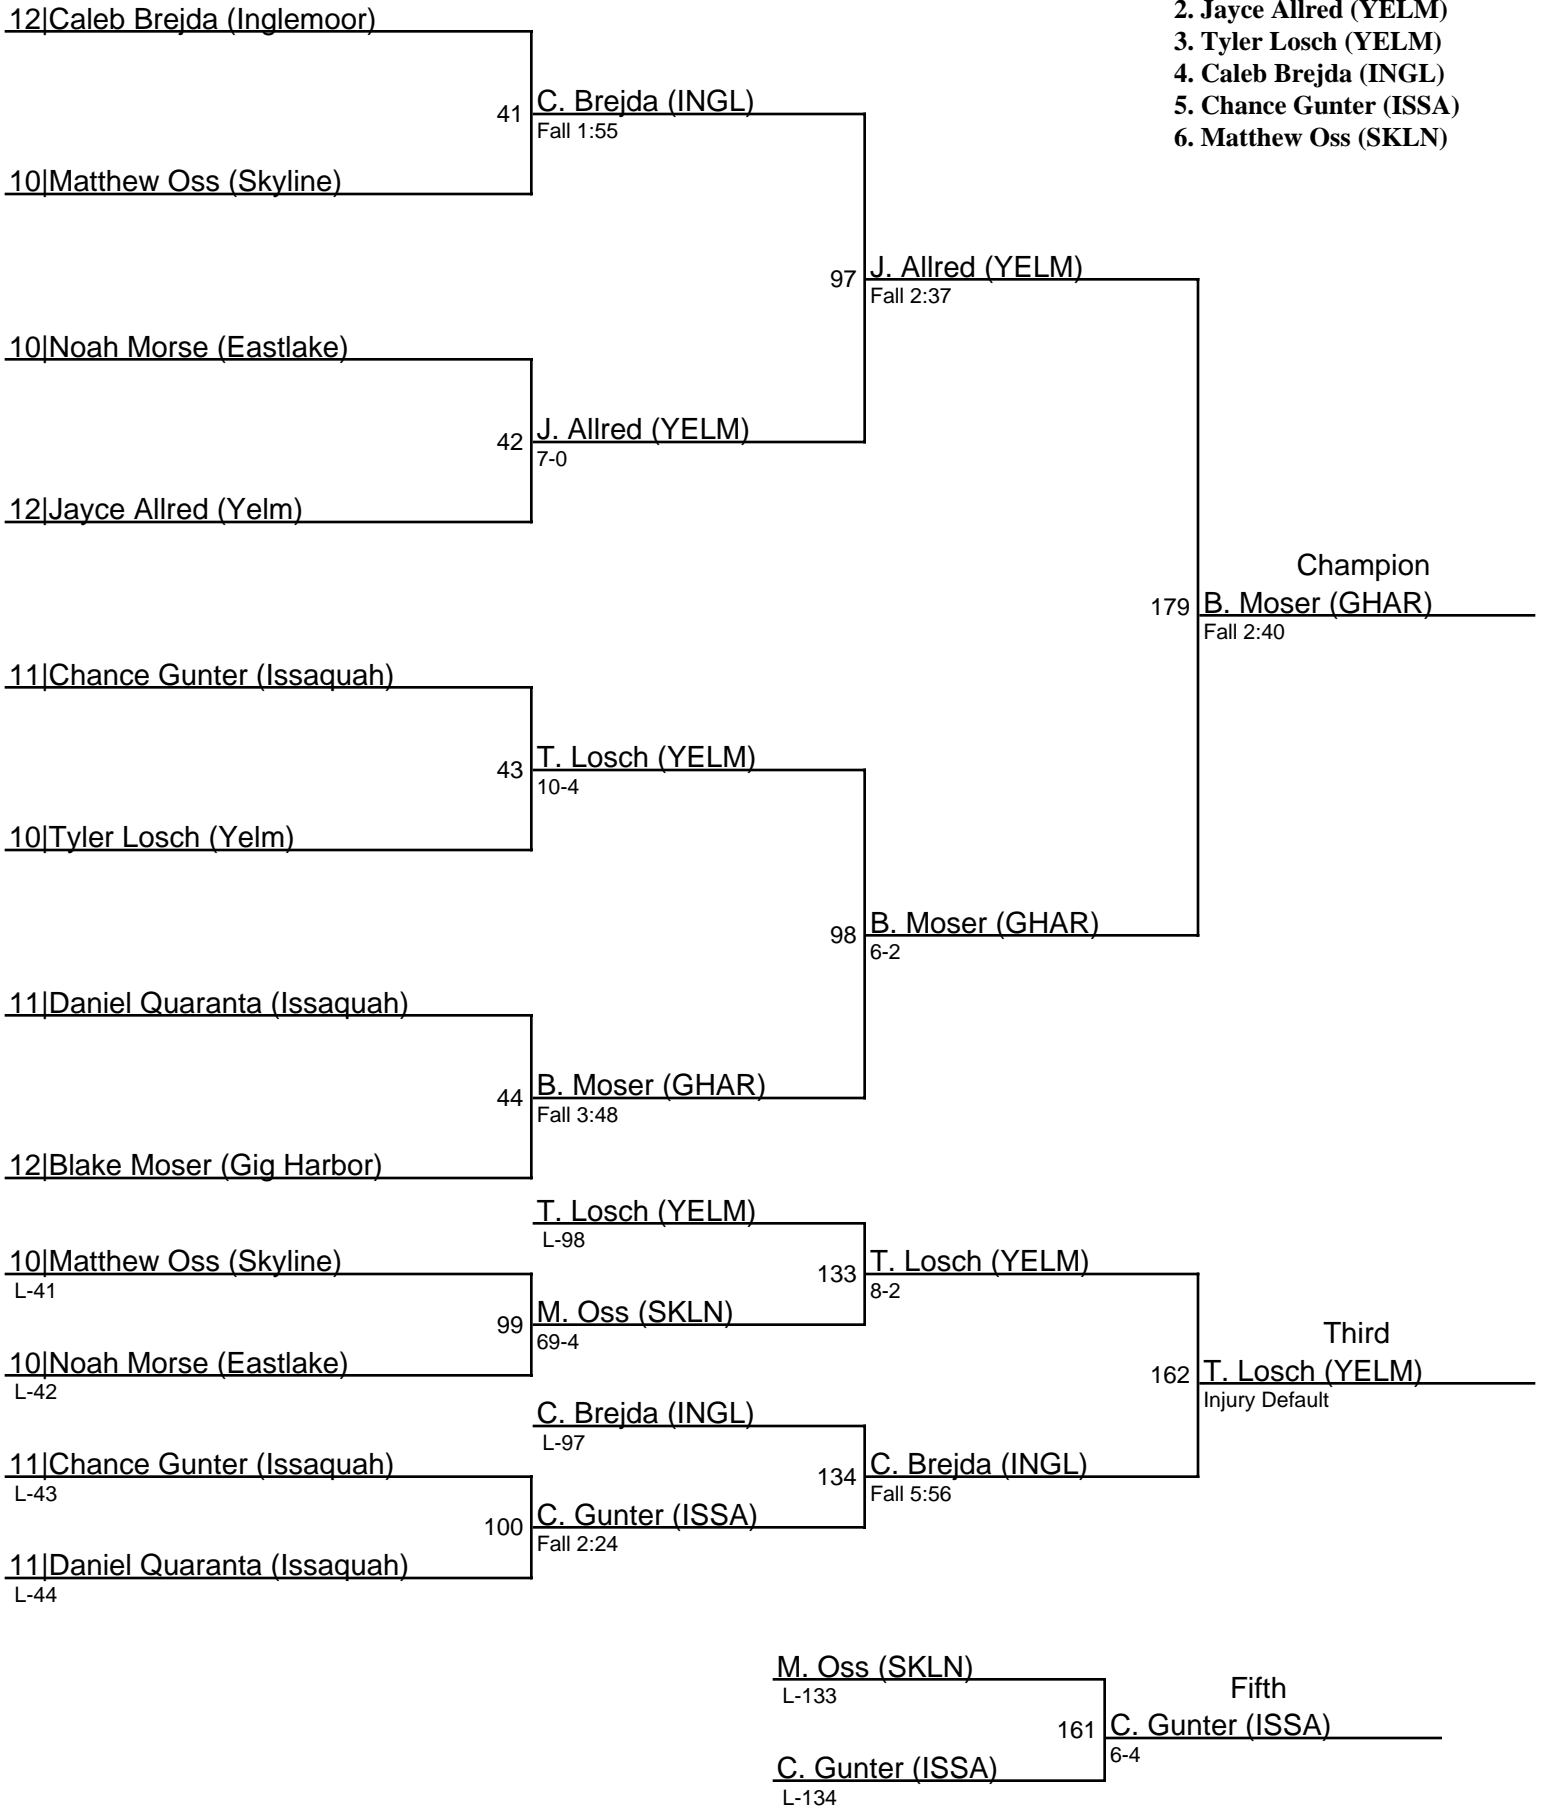 12|Caleb Brejda (Inglemoor)
2. Jayce Allred (YELM)
3. Tyler Losch (YELM)
4. Caleb Brejda (INGL)
5. Chance Gunter (ISSA)
6. Matthew Oss (SKLN)
41 C. Brejda (INGL)
Fall 1:55
10|Matthew Oss (Skyline)
97 J. Allred (YELM)
Fall 2:37
10|Noah Morse (Eastlake)
42 J. Allred (YELM)
7-0
12|Jayce Allred (Yelm)
Champion
179 B. Moser (GHAR)
Fall 2:40
11|Chance Gunter (Issaquah)
43 T. Losch (YELM)
10-4
10|Tyler Losch (Yelm)
98 B. Moser (GHAR)
6-2
11|Daniel Quaranta (Issaquah)
44 B. Moser (GHAR)
Fall 3:48
12|Blake Moser (Gig Harbor)
T. Losch (YELM)
L-98
10|Matthew Oss (Skyline)
L-41
133 T. Losch (YELM)
8-2
99 M. Oss (SKLN)
69-4
10|Noah Morse (Eastlake)
L-42
Third
162 T. Losch (YELM)
Injury Default
C. Brejda (INGL)
L-97
11|Chance Gunter (Issaquah)
L-43
134 C. Brejda (INGL)
Fall 5:56
100 C. Gunter (ISSA)
Fall 2:24
11|Daniel Quaranta (Issaquah)
L-44
M. Oss (SKLN)
L-133
Fifth
161 C. Gunter (ISSA)
6-4
C. Gunter (ISSA)
L-134